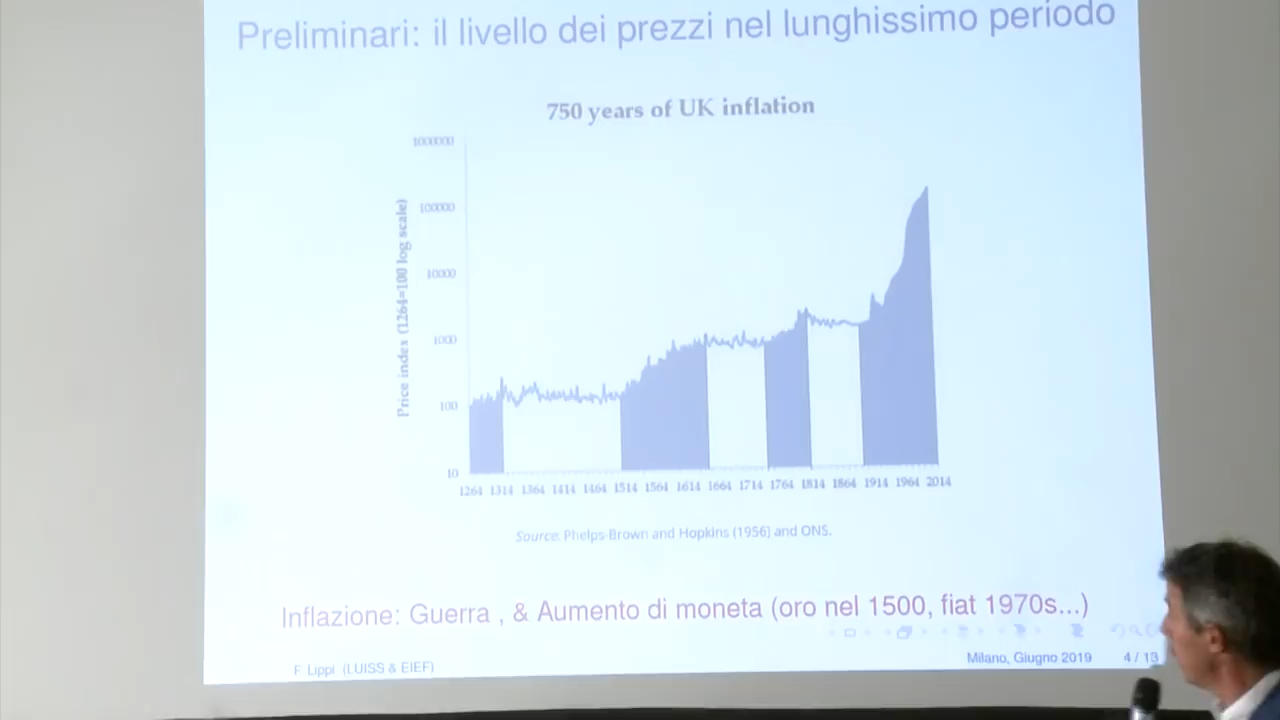 Preliminari: il livello dei prezzi nel lunghissimo periodo
750 years of UK inflation
Price index (1264=100 log scale)
1000000
100000
10000
1000
100
10
1264 1314 1364 1414 1464 1514 1564 1614 1664 1714 1764 1814 1864 1914 1964 2014
Source: Phelps-Brown and Hopkins (1956) and ONS.
Inflazione: Guerra , & Aumento di moneta (oro nel 1500, fiat 1970s...)
F. Lippi (LUISS & EIEF)
Milano, Giugno 2019
4 / 13